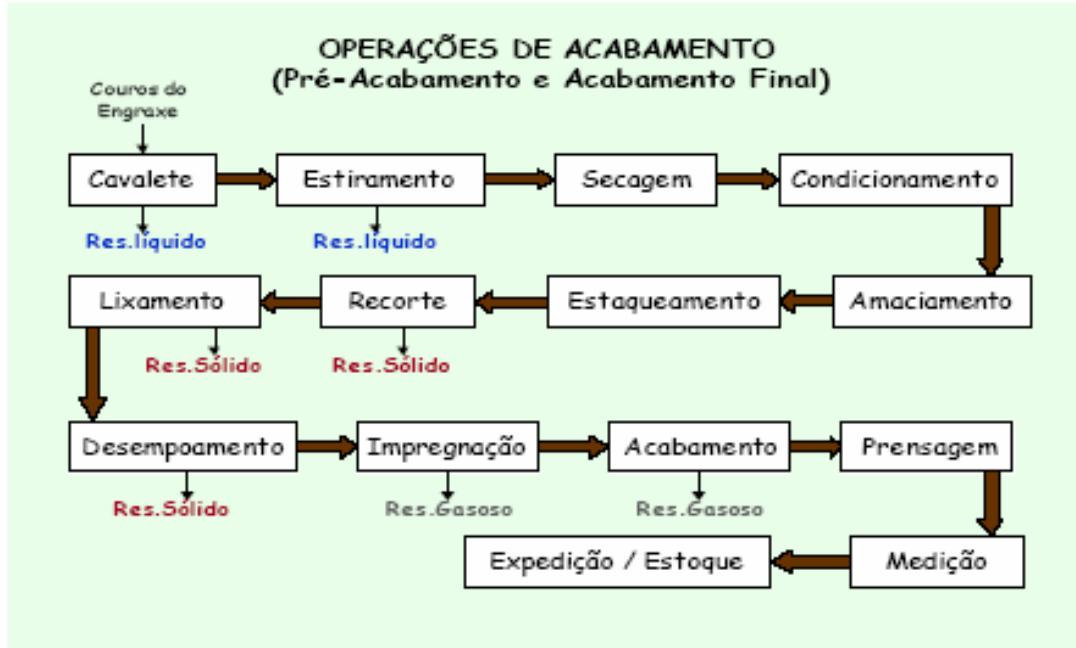 OPERAÇÕES DE ACABAMENTO
(Pré-Acabamento e Acabamento Final)
Couros do
Engraxe
Cavalete
Estiramento
Secagem
Condicionamento
Res.líquido
Res.líquido
Lixamento
Recorte
Estaqueamento
Amaciamento
Res.Sólido
Res.Sólido
Desempoamento
Impregnação
Acabamento
Prensagem
Res.Sólido
Res.Gasoso
Res.Gasoso
Expedição / Estoque
Medição